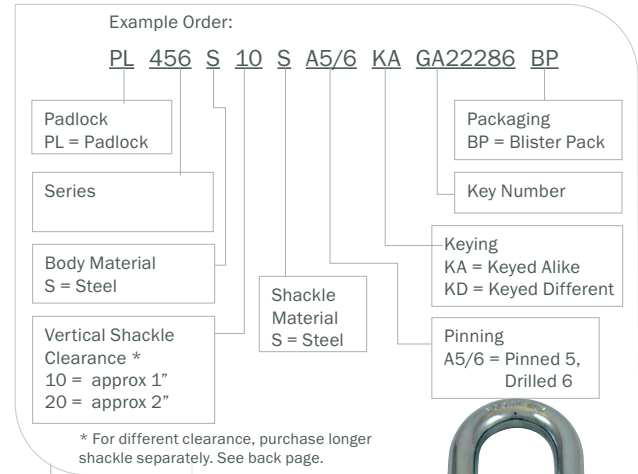 Example Order:
PL 456 S 10 S A5/6 KA GA22286 BP
Padlock
PL = Padlock
Series
Body Material
S = Steel
Vertical Shackle
Clearance *
10 = approx 1”
20 = approx 2”
Shackle
Material
S = Steel
Packaging
BP = Blister Pack
Key Number
Keying
KA = Keyed Alike
KD = Keyed Different
Pinning
A5/6 = Pinned 5,
Drilled 6
* For different clearance, purchase longer
shackle separately. See back page.